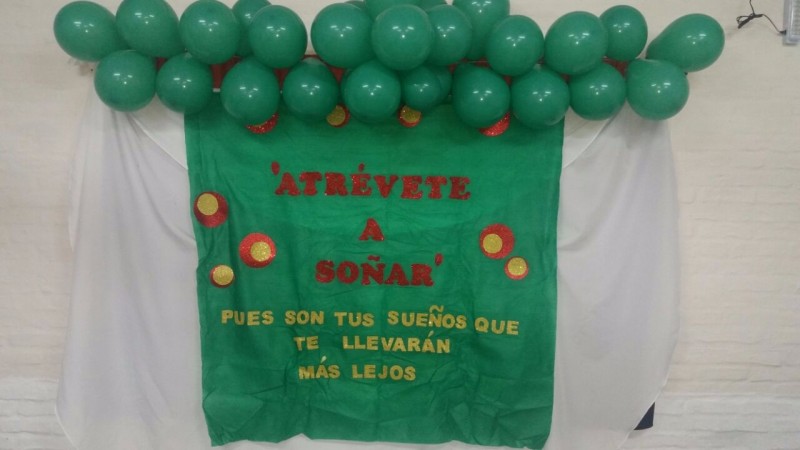 'ATRÉVETE
A
SOÑAR'
PUES SON TUS SUEÑOS QUE
TE LLEVARÁN
MÁS LEJOS